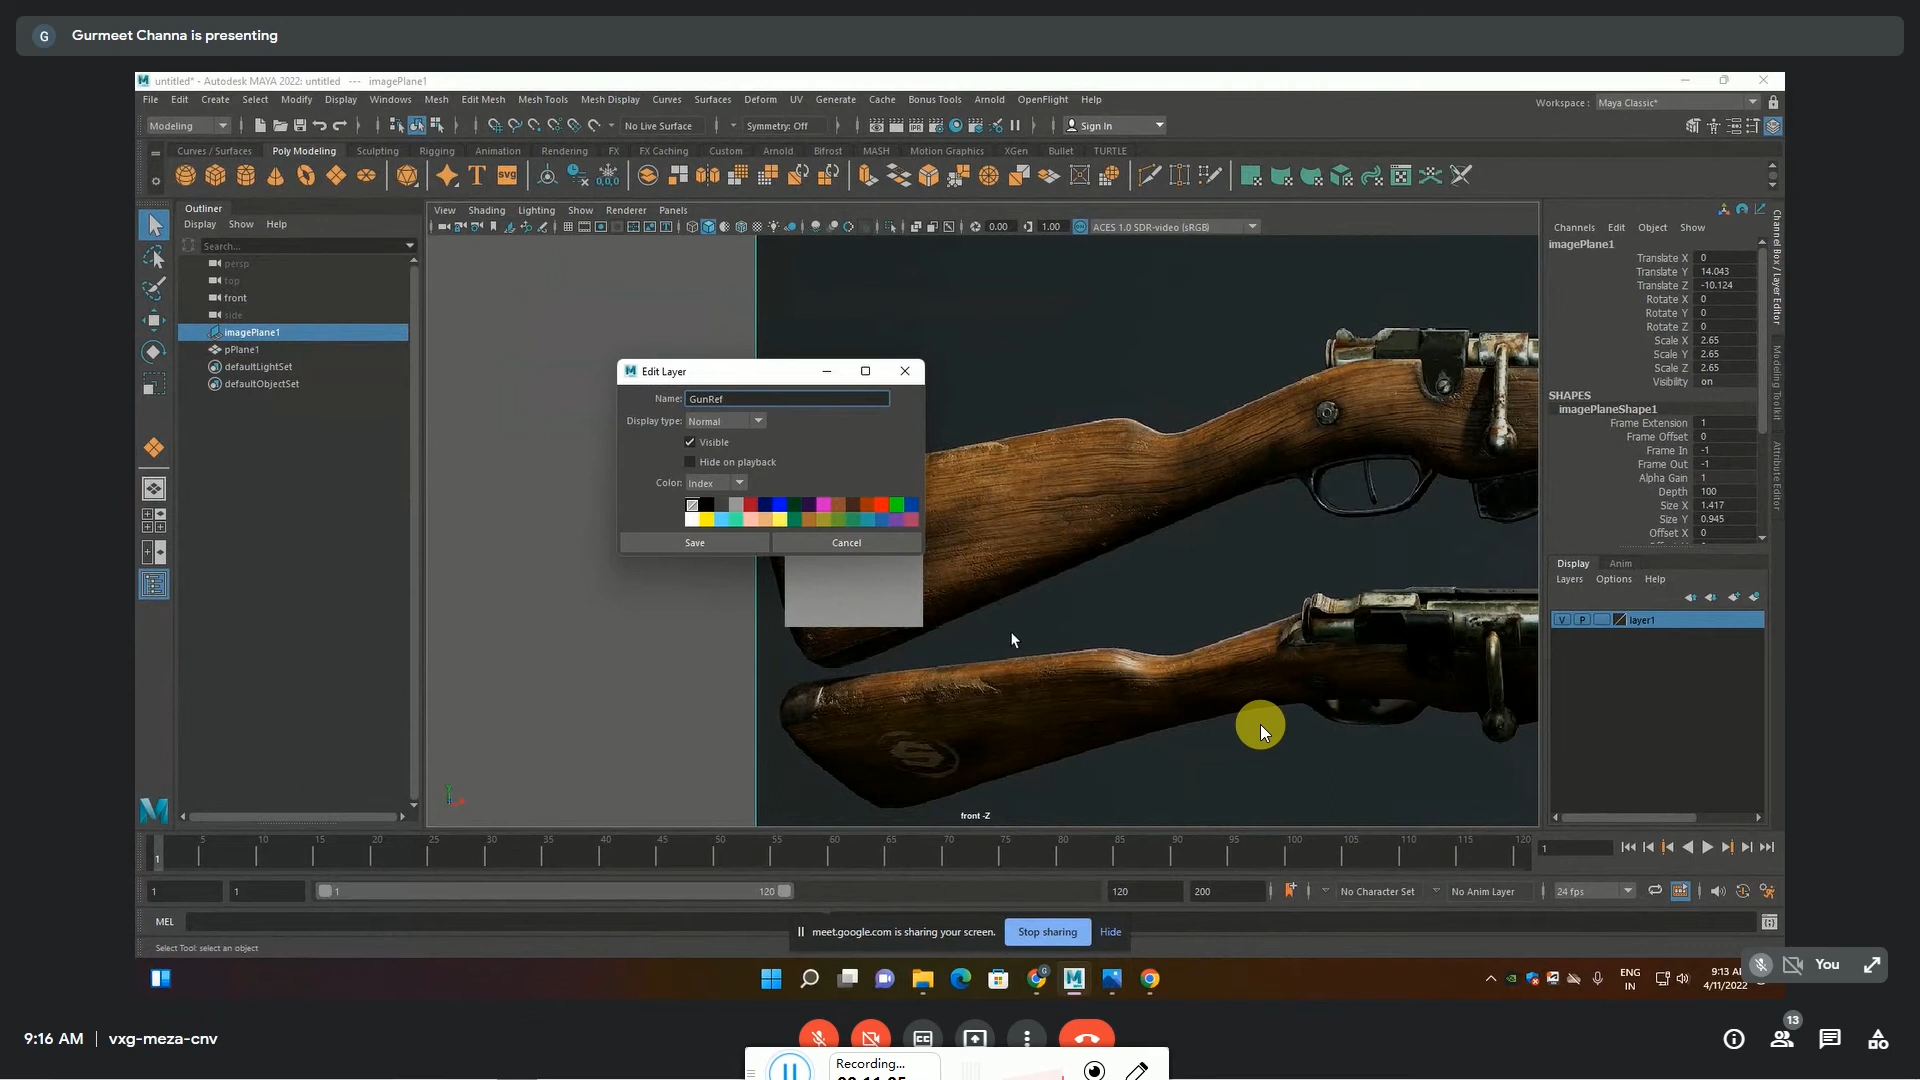 G Gurmeet Channa is presenting
untitled* - Autodesk MAYA 2022: untitled --- imagePlane1
File Edit Create Select Modify Display Windows Mesh Edit Mesh Mesh Tools Mesh Display Curves Surfaces Deform UV Generate Cache Bonus Tools Arnold OpenFlight Help
Workspace : Maya Classic*
Modeling No Live Surface Symmetry: Off Sign In
Curves / Surfaces Poly Modeling Sculpting Rigging Animation Rendering FX FX Caching Custom Arnold Bifrost MASH Motion Graphics XGen Bullet TURTLE
Outliner
Display Show Help
Search...
persp
top
front
side
imagePlane1
pPlane1
defaultLightSet
defaultObjectSet
View Shading Lighting Show Renderer Panels
0.00 1.00 ACES 1.0 SDR-video (sRGB)
Edit Layer
Name: GunRef
Display type: Normal
Visible
Hide on playback
Color: Index
Save Cancel
front -Z
Channels Edit Object Show
imagePlane1
Translate X 0
Translate Y 14.043
Translate Z -10.124
Rotate X 0
Rotate Y 0
Rotate Z 0
Scale X 2.65
Scale Y 2.65
Scale Z 2.65
Visibility on
SHAPES
imagePlaneShape1
Frame Extension 1
Frame Offset 0
Frame In -1
Frame Out -1
Alpha Gain 1
Depth 100
Size X 1.417
Size Y 0.945
Offset X 0
Channel Box / Layer Editor
Modeling Toolkit
Attribute Editor
Display Anim
Layers Options Help
V P layer1
1 5 10 15 20 25 30 35 40 45 50 55 60 65 70 75 80 85 90 95 100 105 110 115 120 1
1 1 1 120 120 200 No Character Set No Anim Layer 24 fps
MEL
meet.google.com is sharing your screen. Stop sharing Hide
Select Tool: select an object
ENG
IN
9:13 A
4/11/2022
You
9:16 AM | vxg-meza-cnv
13
Recording...